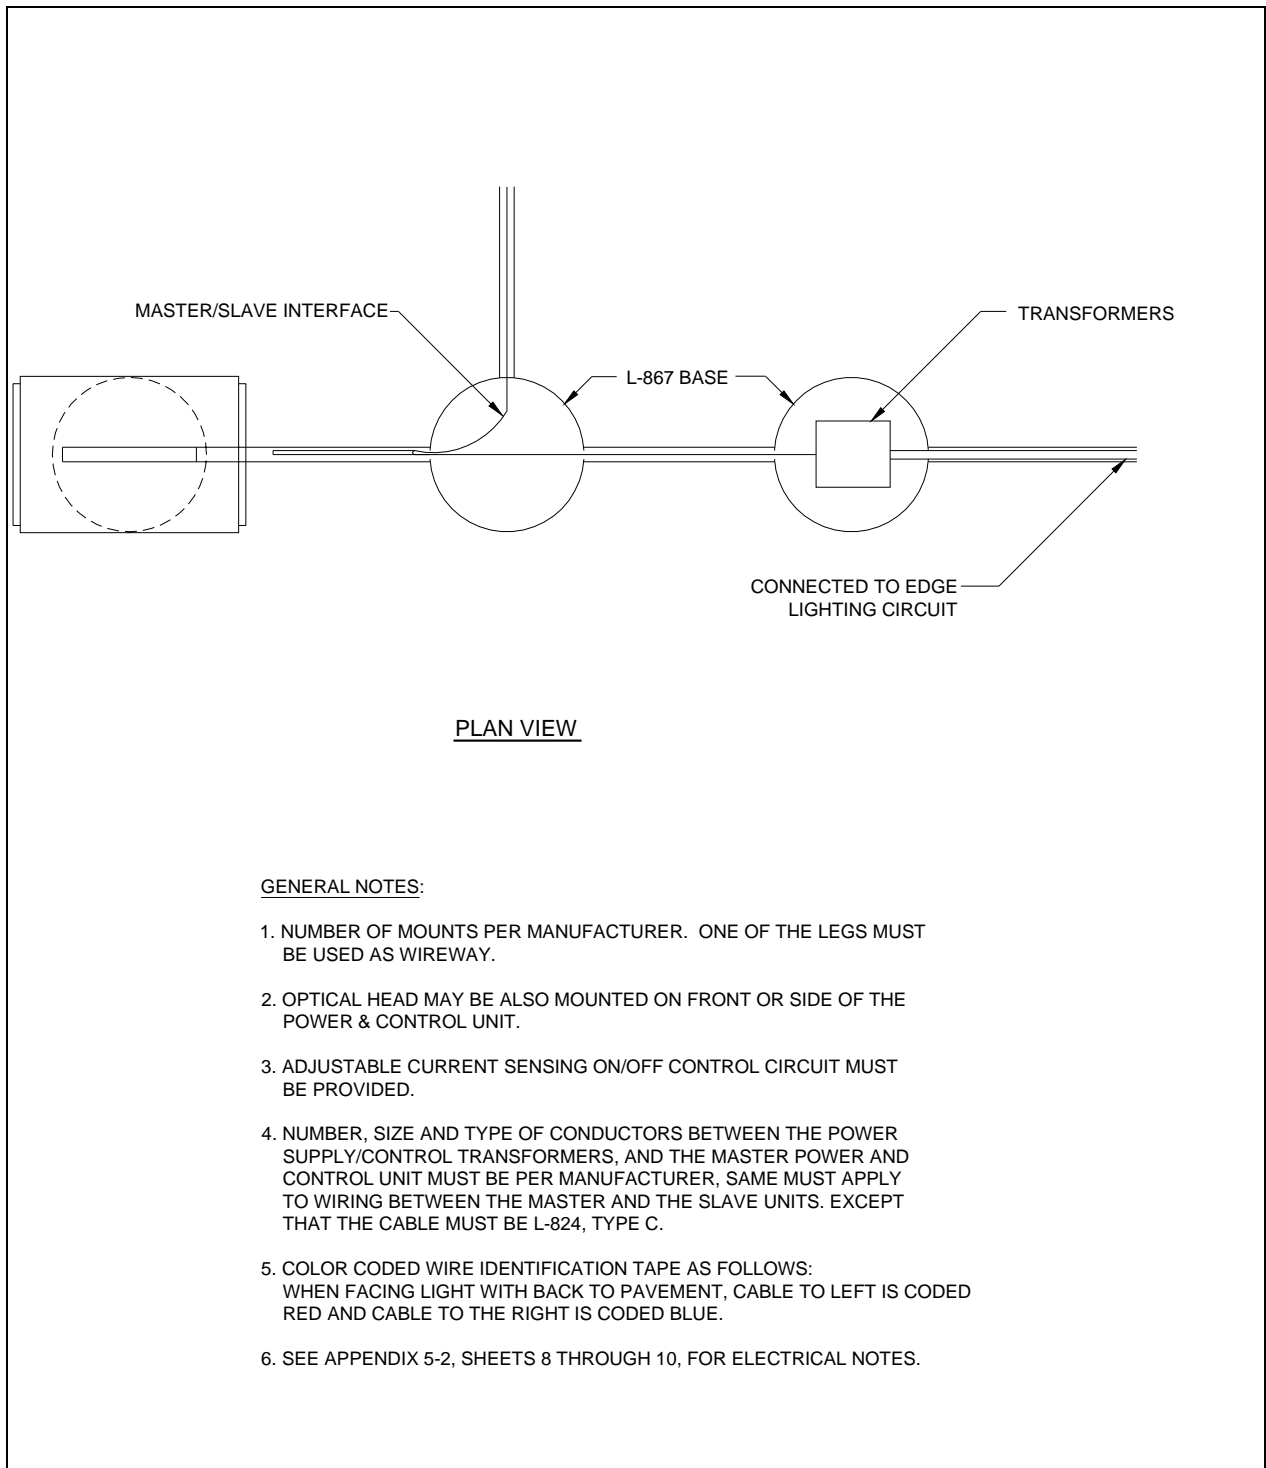 MASTER/SLAVE INTERFACE
TRANSFORMERS
L-867 BASE
CONNECTED TO EDGE
LIGHTING CIRCUIT
PLAN VIEW
GENERAL NOTES:
1. NUMBER OF MOUNTS PER MANUFACTURER. ONE OF THE LEGS MUST
BE USED AS WIREWAY.
2. OPTICAL HEAD MAY BE ALSO MOUNTED ON FRONT OR SIDE OF THE
POWER & CONTROL UNIT.
3. ADJUSTABLE CURRENT SENSING ON/OFF CONTROL CIRCUIT MUST
BE PROVIDED.
4. NUMBER, SIZE AND TYPE OF CONDUCTORS BETWEEN THE POWER
SUPPLY/CONTROL TRANSFORMERS, AND THE MASTER POWER AND
CONTROL UNIT MUST BE PER MANUFACTURER, SAME MUST APPLY
TO WIRING BETWEEN THE MASTER AND THE SLAVE UNITS. EXCEPT
THAT THE CABLE MUST BE L-824, TYPE C.
5. COLOR CODED WIRE IDENTIFICATION TAPE AS FOLLOWS:
WHEN FACING LIGHT WITH BACK TO PAVEMENT, CABLE TO LEFT IS CODED
RED AND CABLE TO THE RIGHT IS CODED BLUE.
6. SEE APPENDIX 5-2, SHEETS 8 THROUGH 10, FOR ELECTRICAL NOTES.